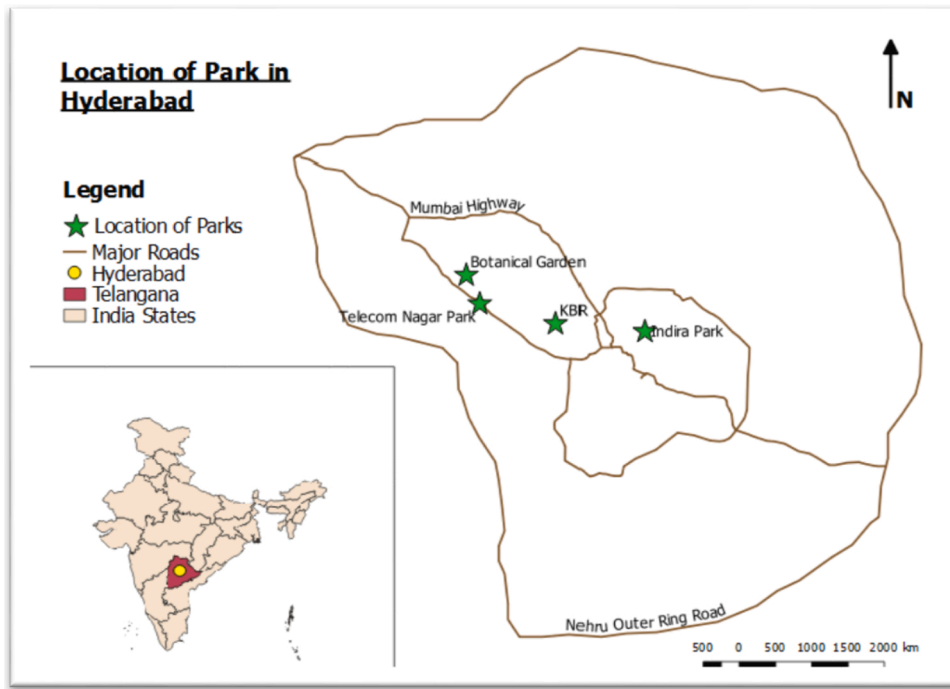 Location of Park in
Hyderabad
N
Legend
Location of Parks
Major Roads
Hyderabad
Telangana
India States
Mumbai Highway
Botanical Garden
Telecom Nagar Park
KBR
Indira Park
Nehru Outer Ring Road
500 0 500 1000 1500 2000 km